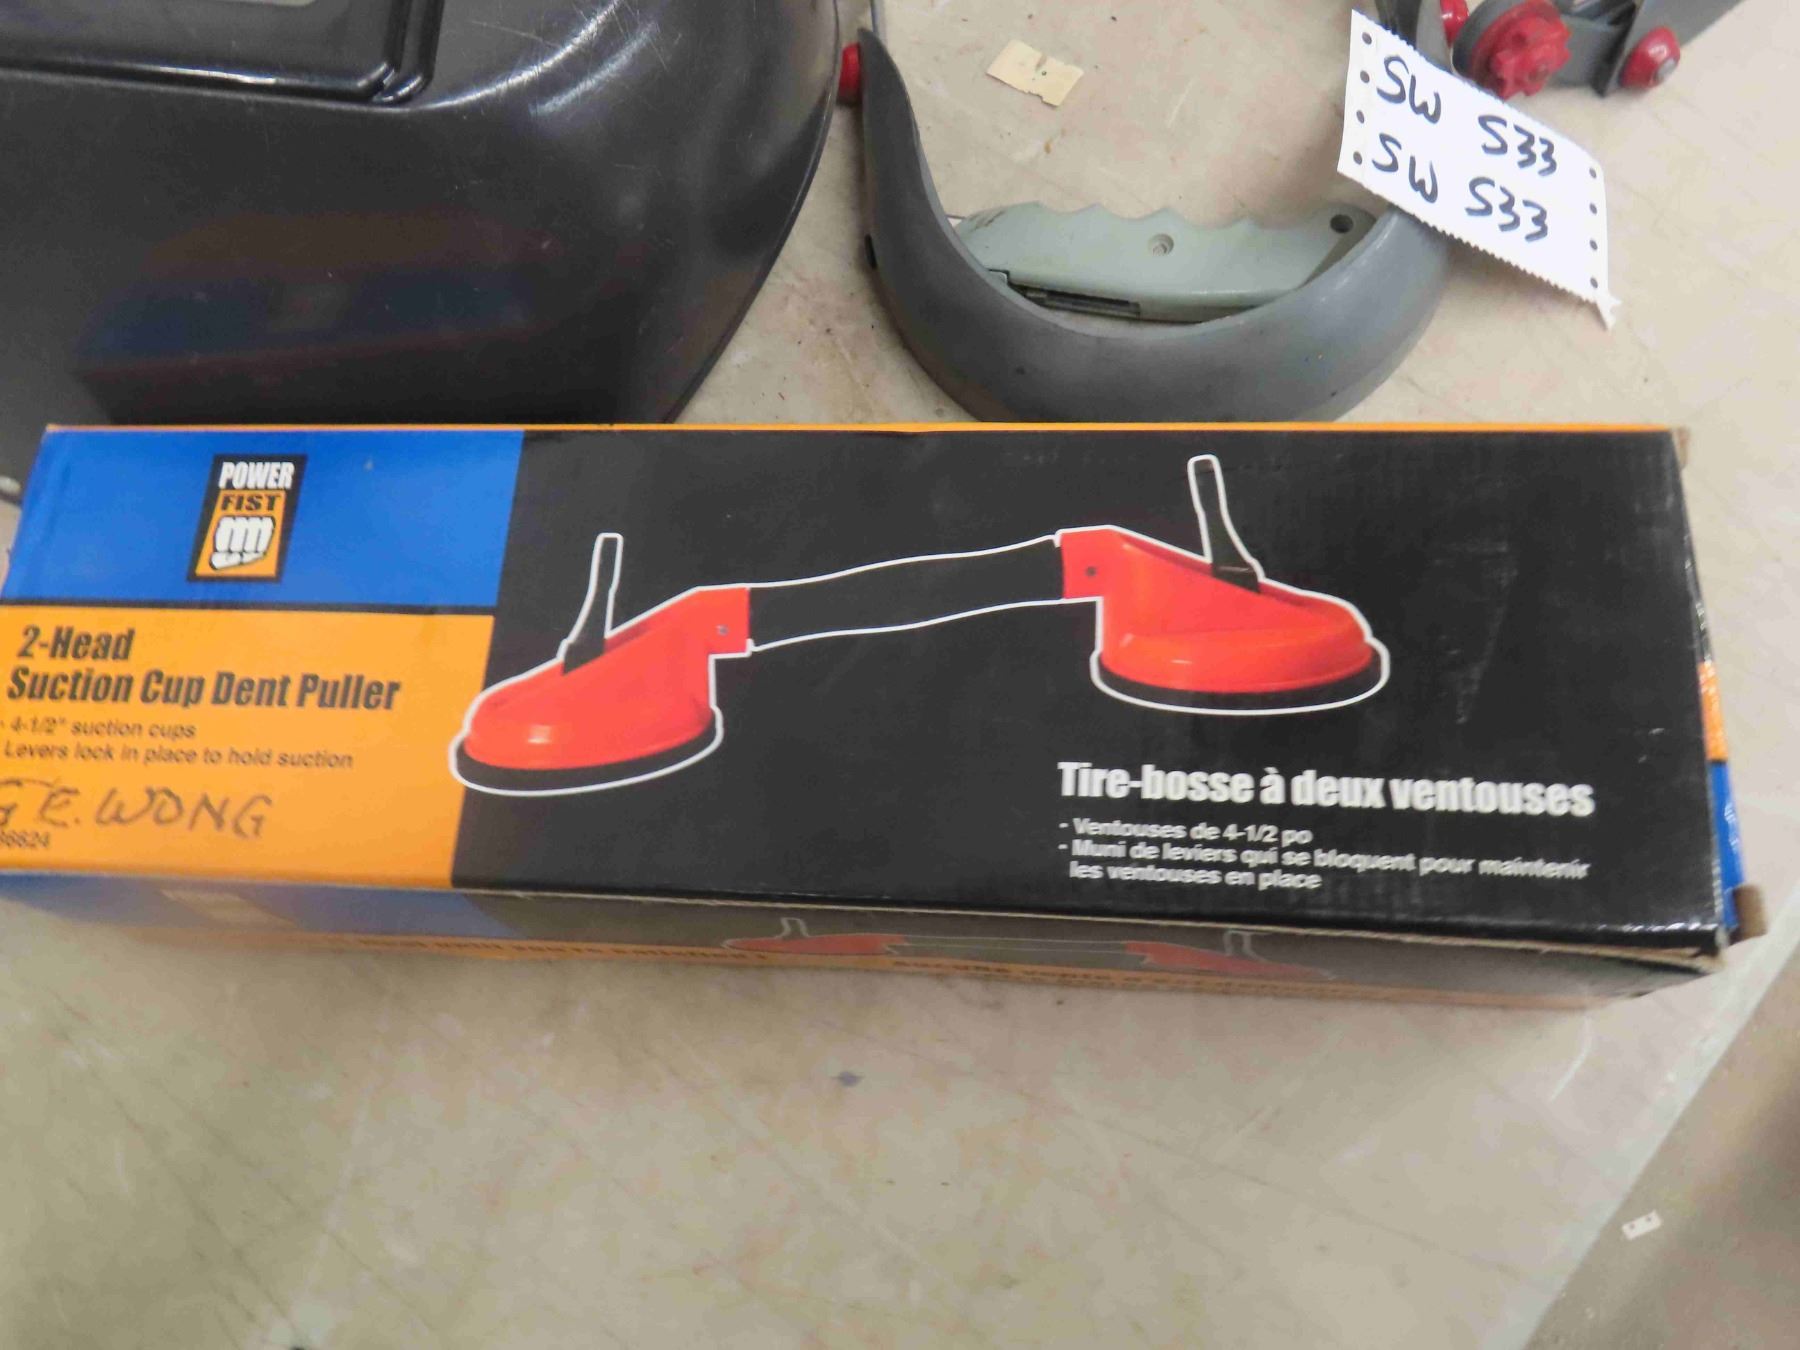 SW S33
SW S33
POWER
FIST
2-Head
Suction Cup Dent Puller
- 4-1/2" suction cups
Levers lock in place to hold suction
G E. WONG
Tire-bosse à deux ventouses
- Ventouses de 4-1/2 po
- Muni de leviers qui se bloquent pour maintenir
les ventouses en place